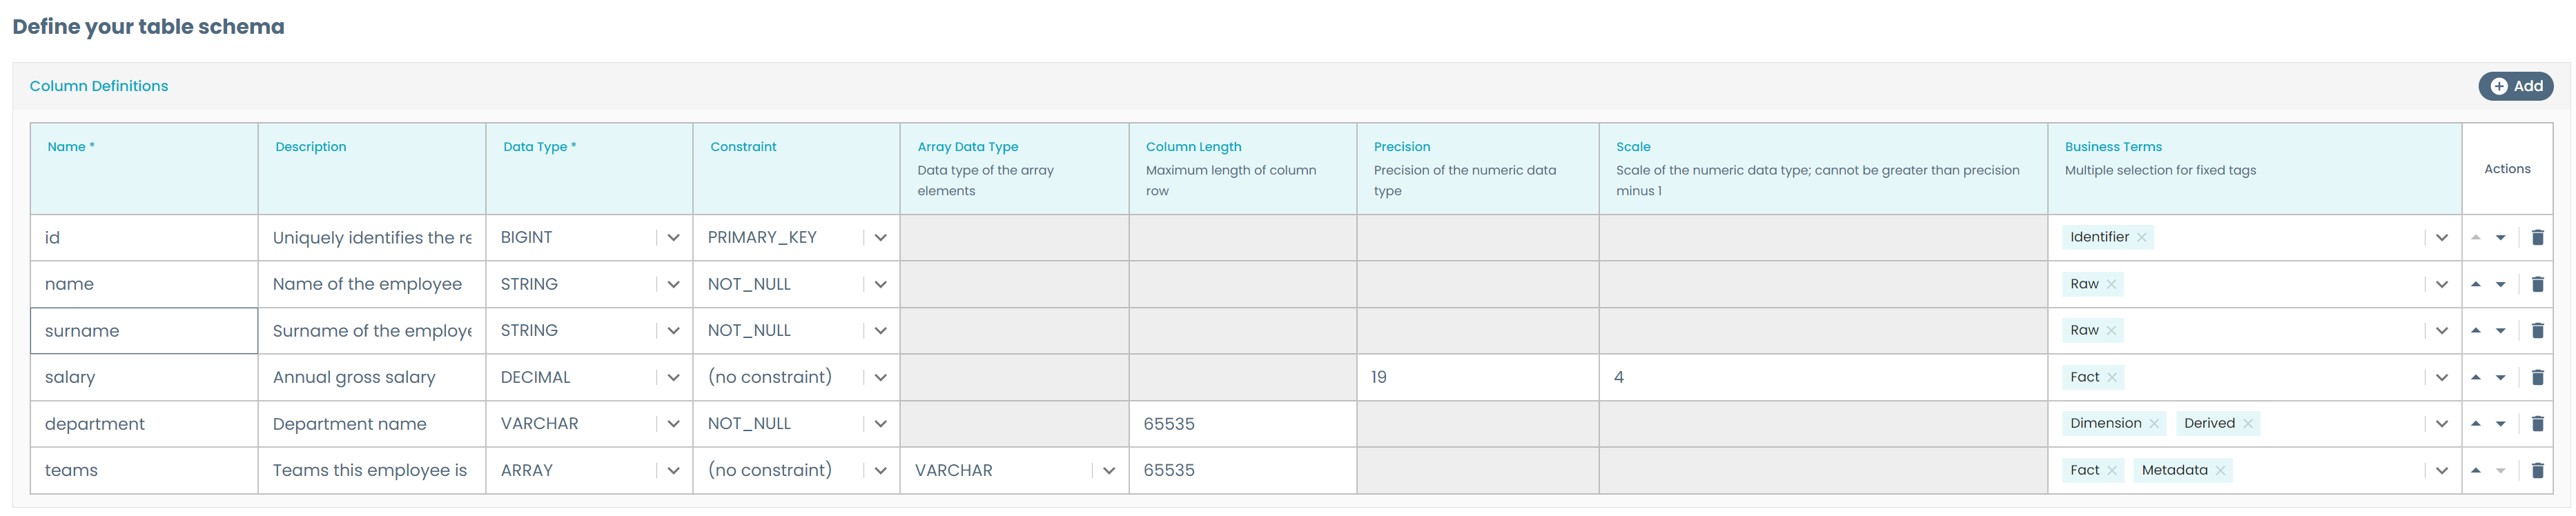 Define your table schema
Column Definitions
Add
Name *
Description
Data Type *
Constraint
Array Data Type
Data type of the array
elements
Column Length
Maximum length of column
row
Precision
Precision of the numeric data
type
Scale
Scale of the numeric data type; cannot be greater than precision
minus 1
Business Terms
Multiple selection for fixed tags
Actions
id Uniquely identifies the re BIGINT PRIMARY_KEY Identifier
name Name of the employee STRING NOT_NULL Raw
surname Surname of the employe STRING NOT_NULL Raw
salary Annual gross salary DECIMAL (no constraint) 19 4 Fact
department Department name VARCHAR NOT_NULL 65535 Dimension Derived
teams Teams this employee is ARRAY (no constraint) VARCHAR 65535 Fact Metadata